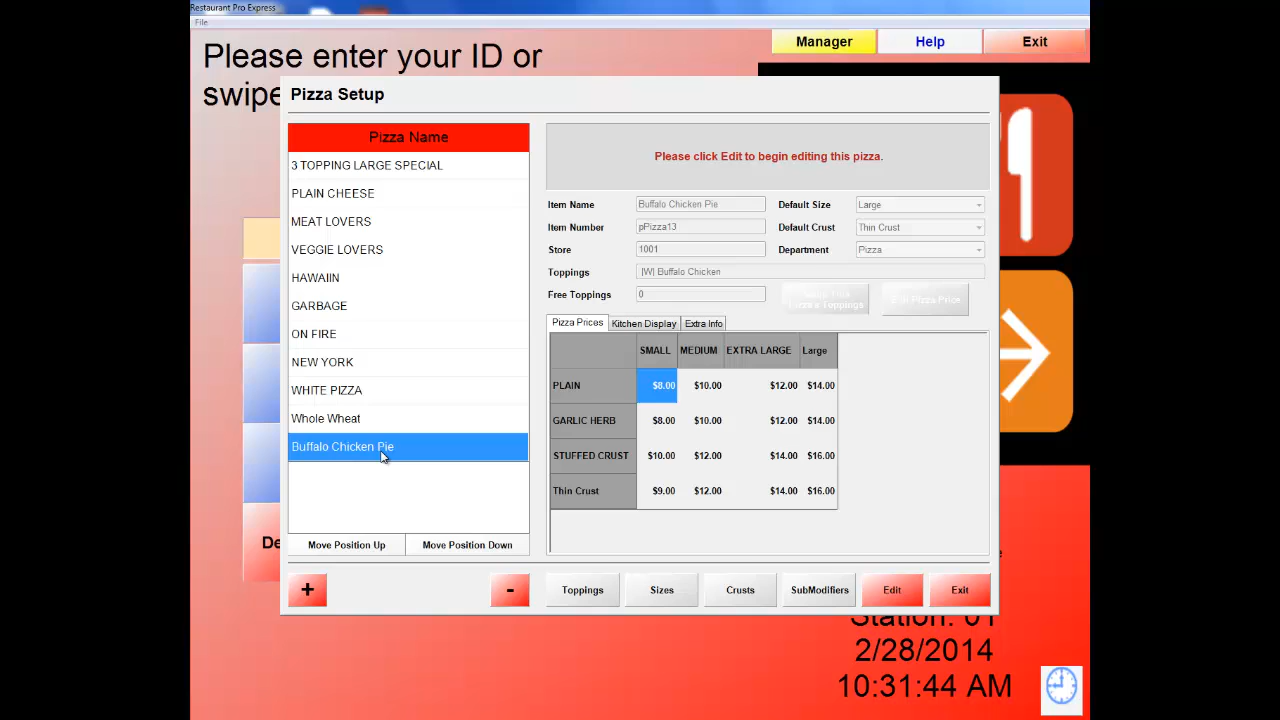 Restaurant Pro Express
File
Please enter your ID or
swipe
Manager
Help
Exit
Pizza Setup
Pizza Name
3 TOPPING LARGE SPECIAL
PLAIN CHEESE
MEAT LOVERS
VEGGIE LOVERS
HAWAIIN
GARBAGE
ON FIRE
NEW YORK
WHITE PIZZA
Whole Wheat
Buffalo Chicken Pie
Move Position Up
Move Position Down
Please click Edit to begin editing this pizza.
Item Name Buffalo Chicken Pie Default Size Large
Item Number pPizza13 Default Crust Thin Crust
Store 1001 Department Pizza
Toppings [W] Buffalo Chicken
Free Toppings 0
Pizza's Toppings
Edit Pizza Price
Pizza Prices Kitchen Display Extra Info
SMALL MEDIUM EXTRA LARGE Large
PLAIN $8.00 $10.00 $12.00 $14.00
GARLIC HERB $8.00 $10.00 $12.00 $14.00
STUFFED CRUST $10.00 $12.00 $14.00 $16.00
Thin Crust $9.00 $12.00 $14.00 $16.00
+
-
Toppings
Sizes
Crusts
SubModifiers
Edit
Exit
De
Station: 01
2/28/2014
10:31:44 AM